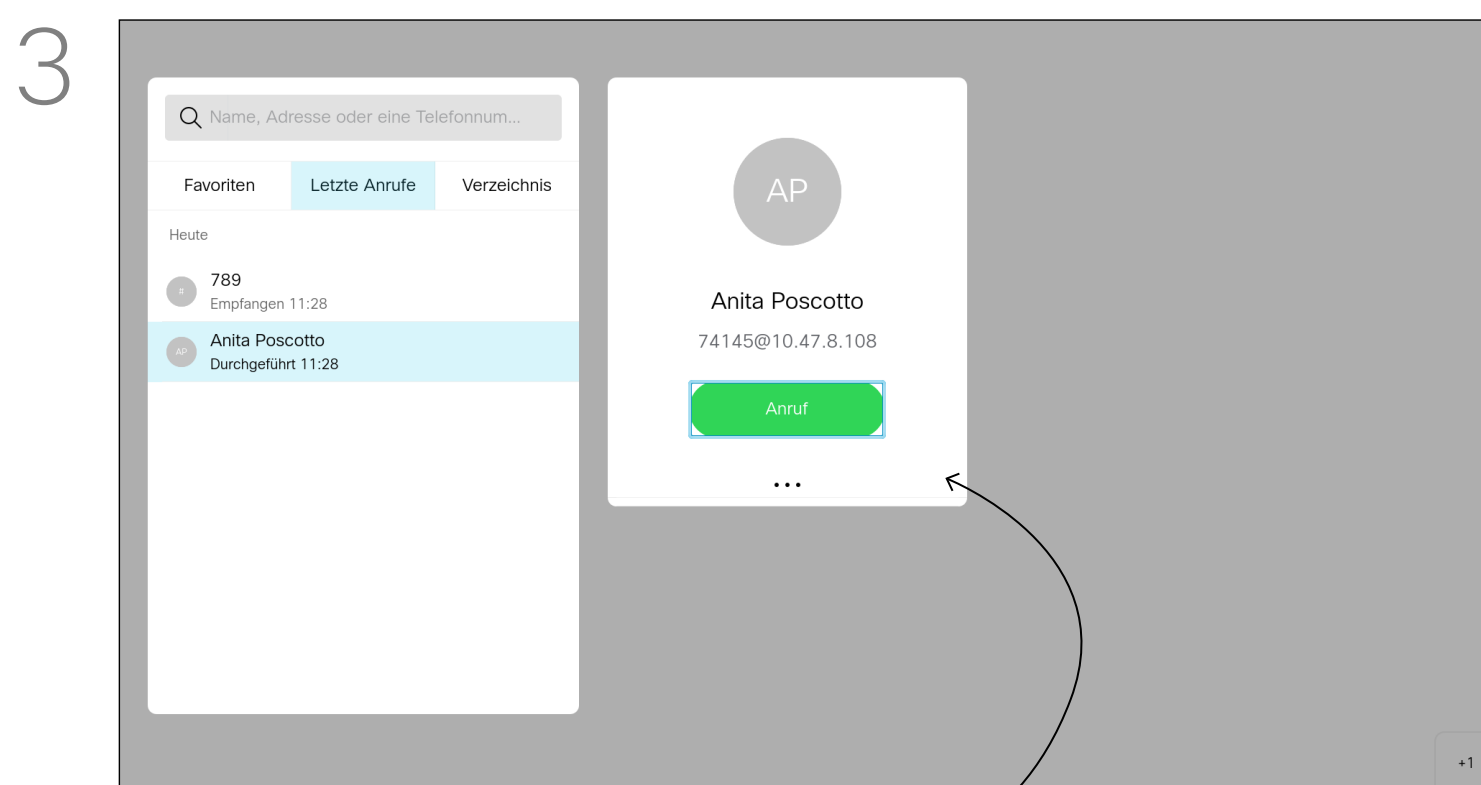 3
Name, Adresse oder eine Telefonnum...
Favoriten Letzte Anrufe Verzeichnis
Heute
#
789
Empfangen 11:28
AP
Anita Poscotto
Durchgeführt 11:28
AP
Anita Poscotto
74145@10.47.8.108
Anruf
+1